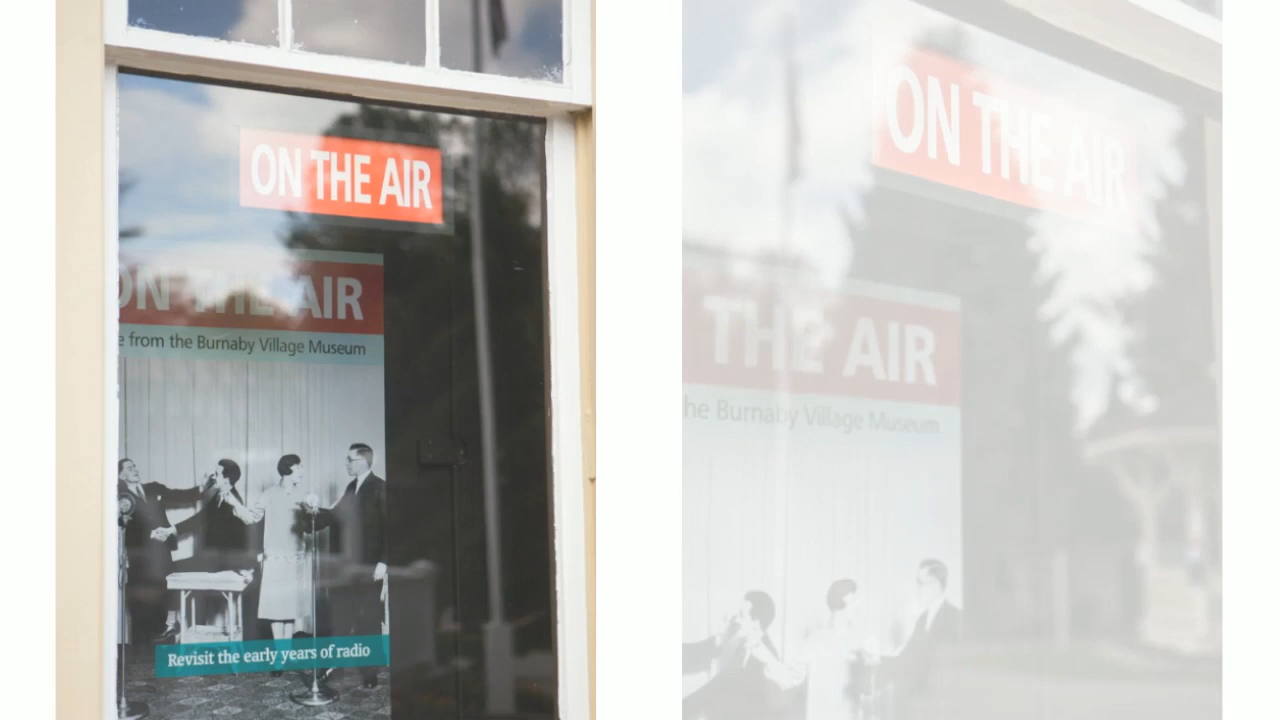 ON THE AIR
ON THE AIR
e from the Burnaby Village Museum
Revisit the early years of radio
ON THE AIR
THE AIR
he Burnaby Village Museum